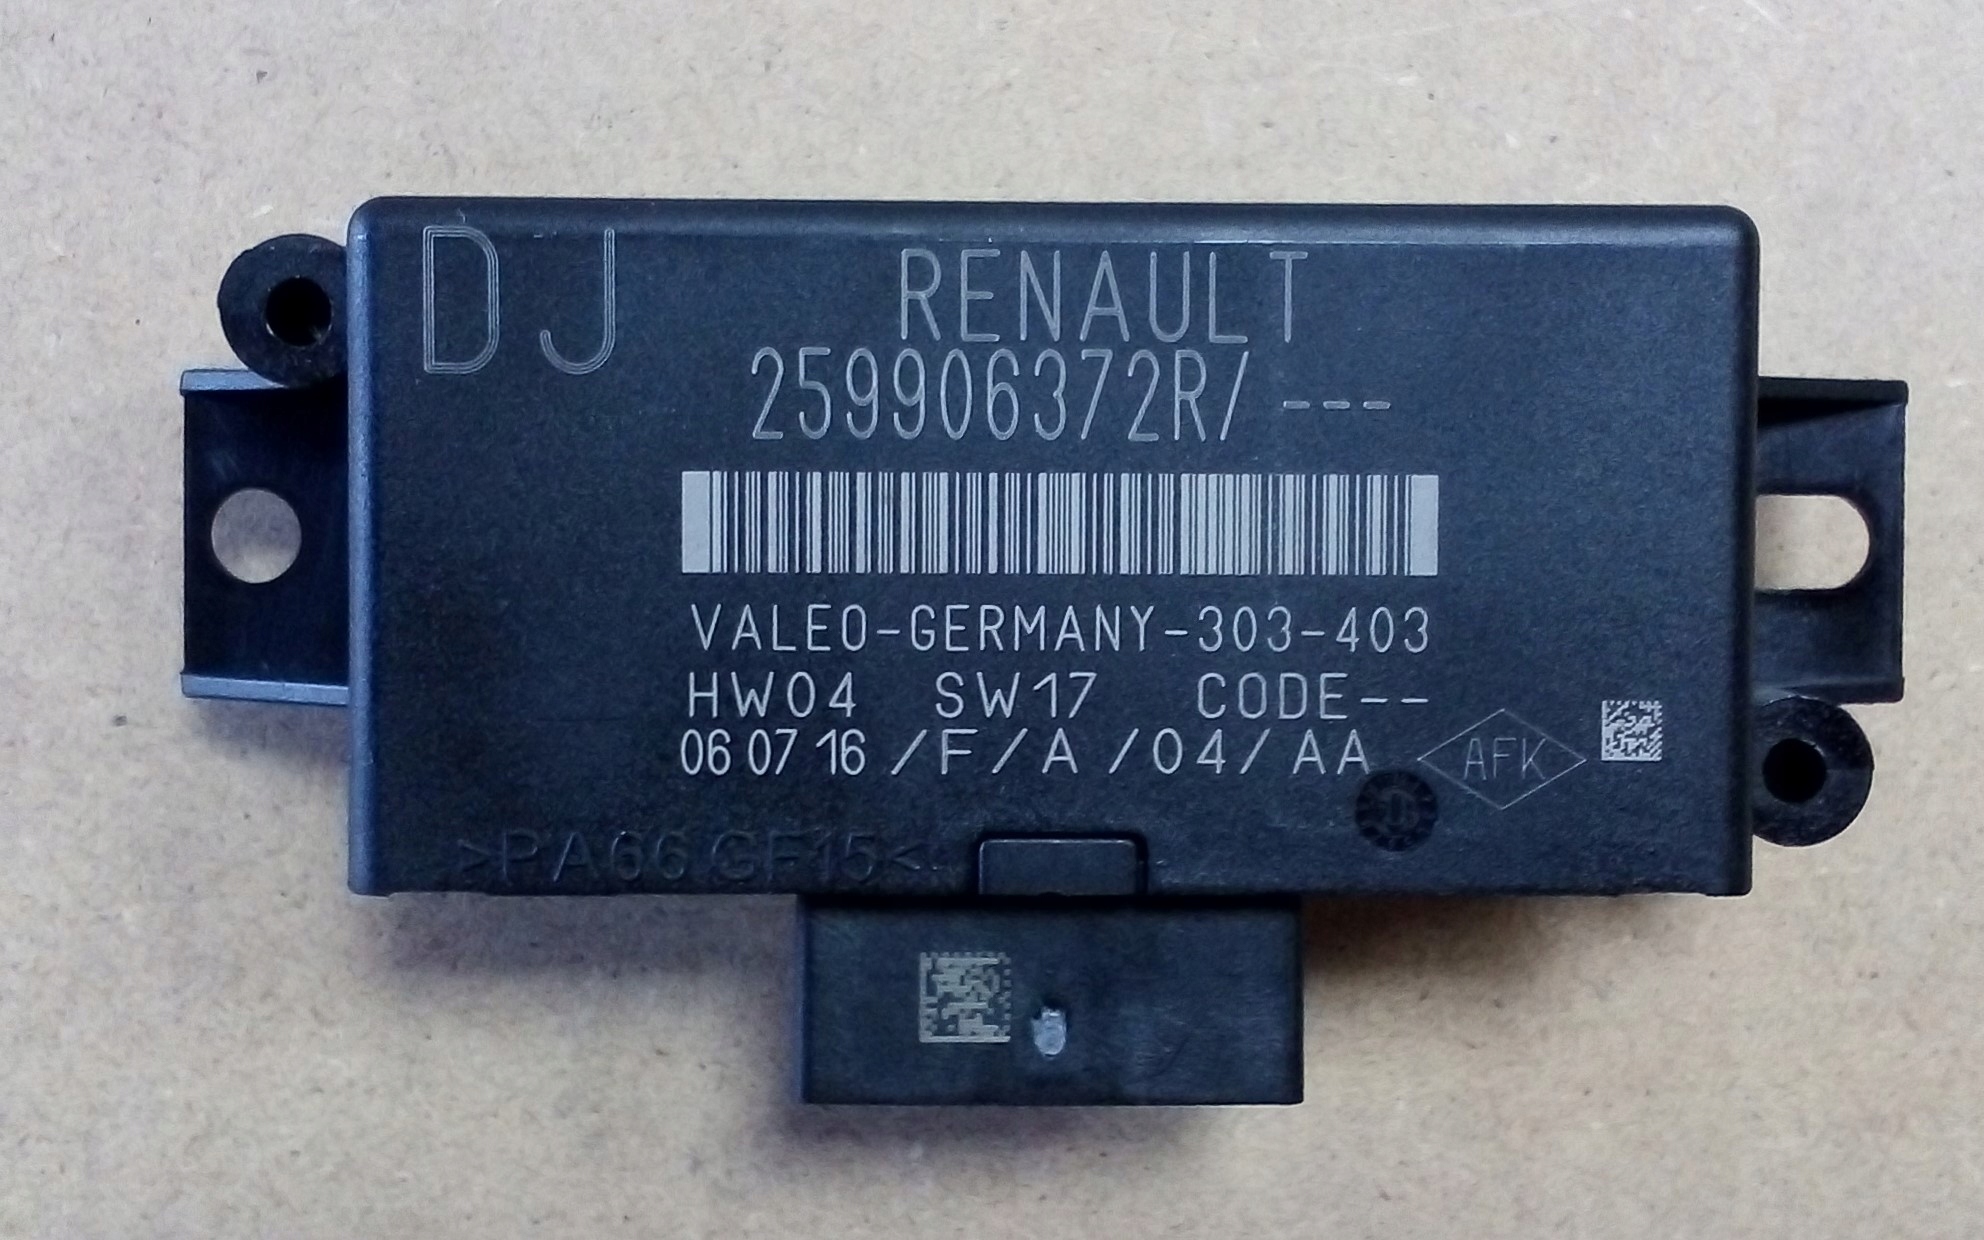 DJ
RENAULT
259906372R/ ---
VALEO-GERMANY-303-403
HW04 SW17 CODE--
06 07 16 /F/A /04/AA
AFK
>PA66 GF15<